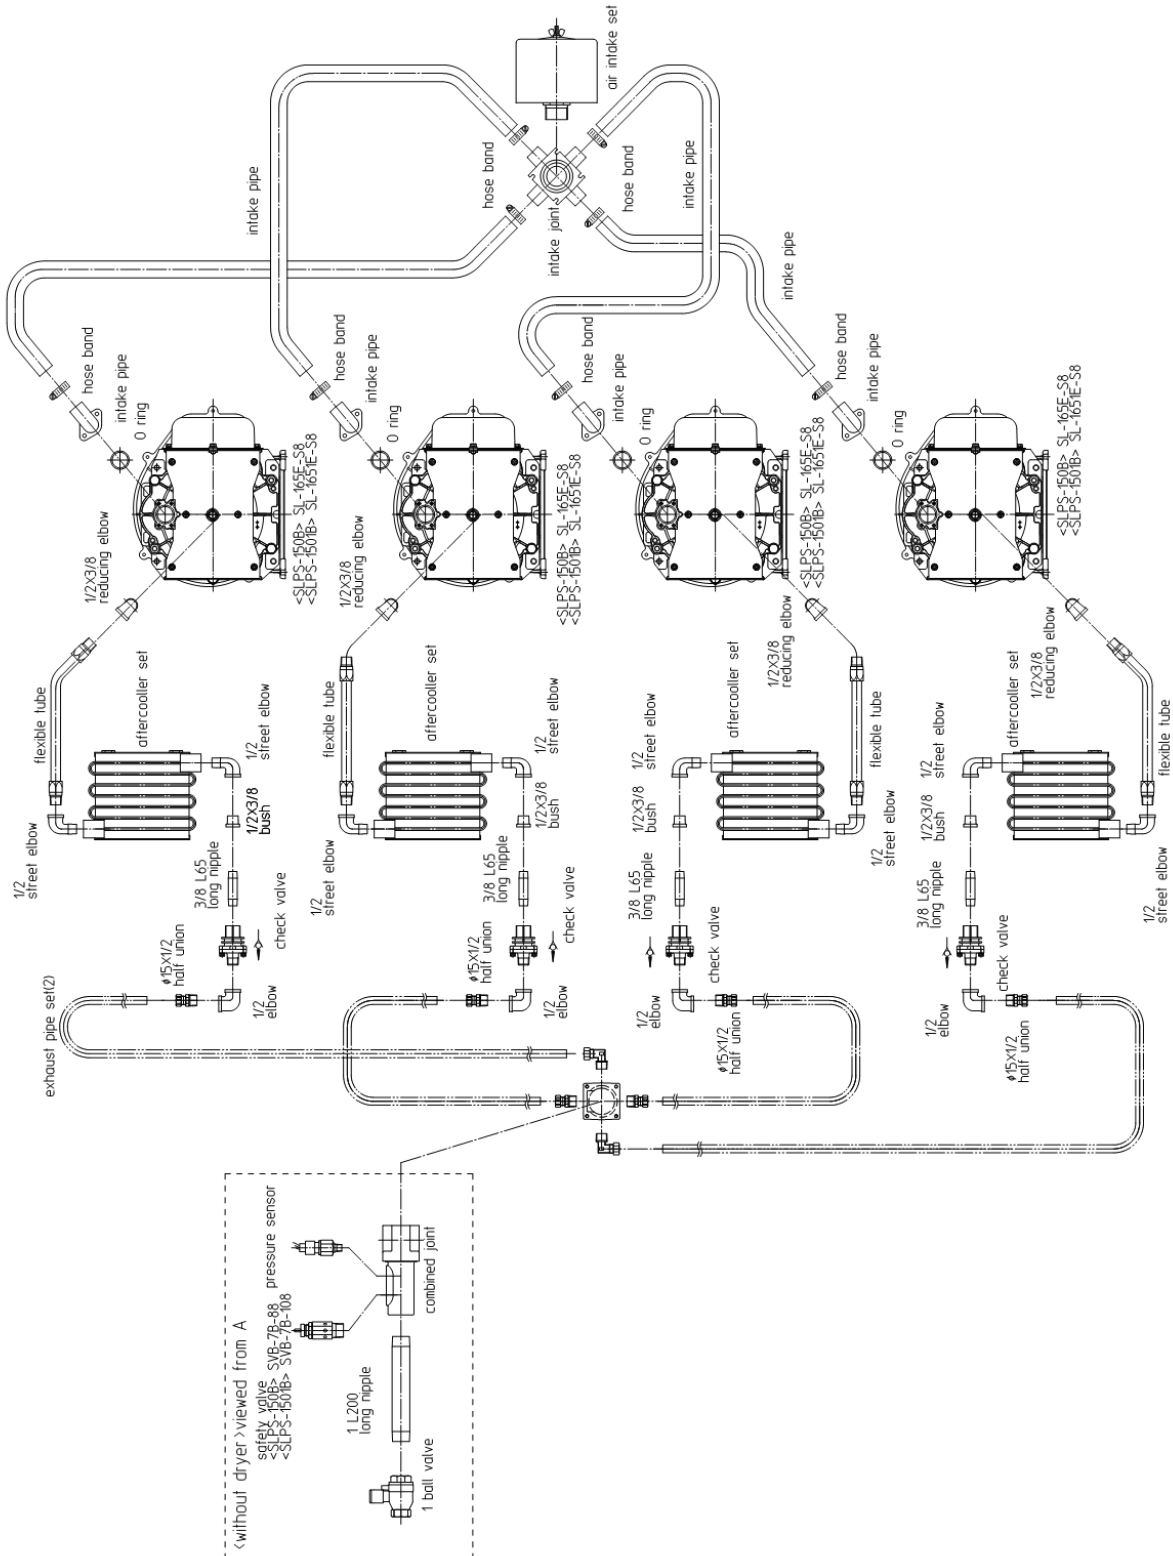 <without dryer>viewed from A
safety valve
<SLPS-150B> SVB-7B-88
<SLPS-1501B> SVB-7B-108
pressure sensor
1 L200
long nipple
combined joint
1 ball valve
exhaust pipe set(2)
1/2
street elbow
flexible tube
1/2X3/8
reducing elbow
hose band
intake pipe
O ring
intake pipe
aftercooller set
ø15X1/2
half union
3/8 L65
long nipple
1/2X3/8
bush
1/2
street elbow
1/2
elbow
check valve
<SLPS-150B> SL-165E-S8
<SLPS-1501B> SL-1651E-S8
1/2
street elbow
flexible tube
1/2X3/8
reducing elbow
hose band
intake pipe
O ring
aftercooller set
ø15X1/2
half union
3/8 L65
long nipple
1/2X3/8
bush
1/2
street elbow
1/2
elbow
check valve
<SLPS-150B> SL-165E-S8
<SLPS-1501B> SL-1651E-S8
hose band
intake joint
air intake set
hose band
intake pipe
hose band
intake pipe
O ring
1/2
elbow
3/8 L65
long nipple
1/2X3/8
bush
1/2
street elbow
check valve
ø15X1/2
half union
aftercooller set
1/2X3/8
reducing elbow
<SLPS-150B> SL-165E-S8
<SLPS-1501B> SL-1651E-S8
1/2
street elbow
flexible tube
intake pipe
hose band
intake pipe
O ring
1/2
elbow
3/8 L65
long nipple
1/2X3/8
bush
1/2
street elbow
check valve
ø15X1/2
half union
aftercooller set
1/2X3/8
reducing elbow
<SLPS-150B> SL-165E-S8
<SLPS-1501B> SL-1651E-S8
1/2
street elbow
flexible tube